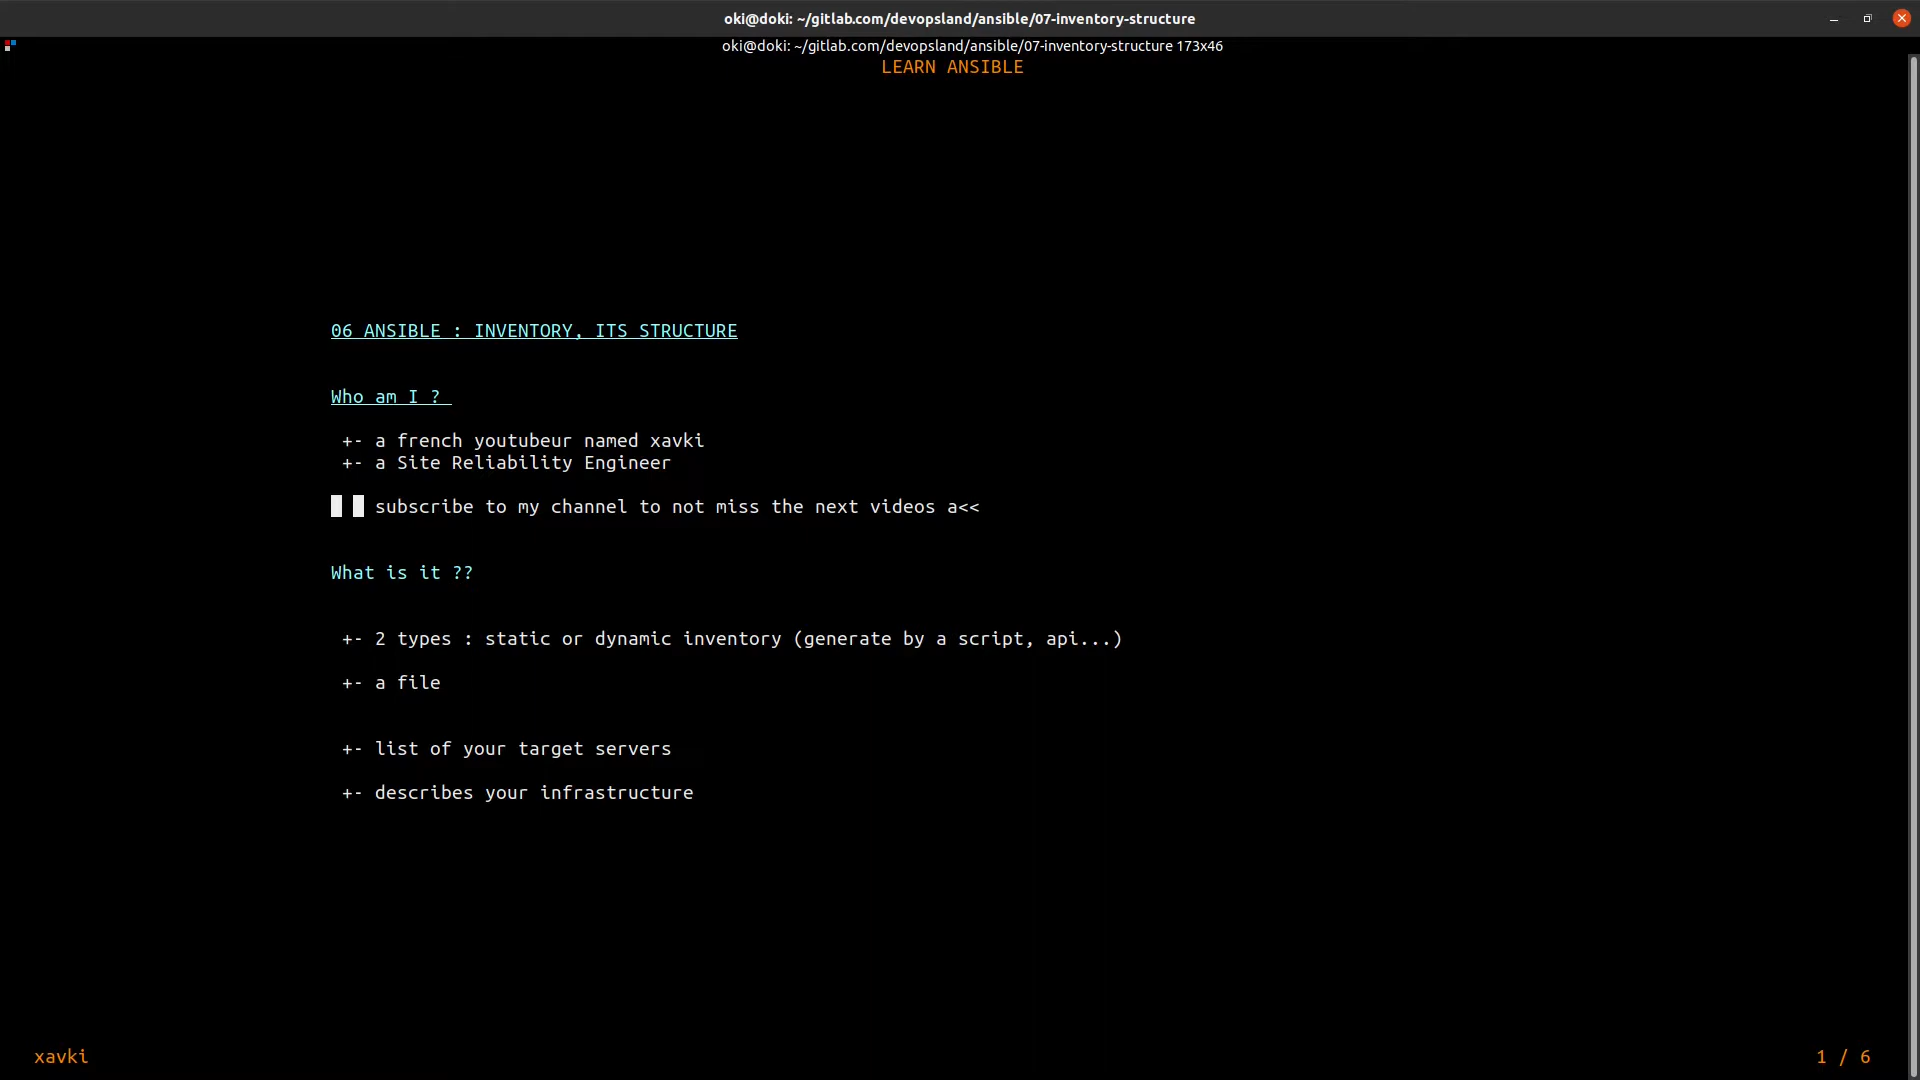 oki@doki: ~/gitlab.com/devopsland/ansible/07-inventory-structure
oki@doki: ~/gitlab.com/devopsland/ansible/07-inventory-structure 173x46
LEARN ANSIBLE
06 ANSIBLE : INVENTORY, ITS STRUCTURE
Who am I ?
+- a french youtubeur named xavki
+- a Site Reliability Engineer
subscribe to my channel to not miss the next videos a<<
What is it ??
+- 2 types : static or dynamic inventory (generate by a script, api...)
+- a file
+- list of your target servers
+- describes your infrastructure
xavki
1 / 6